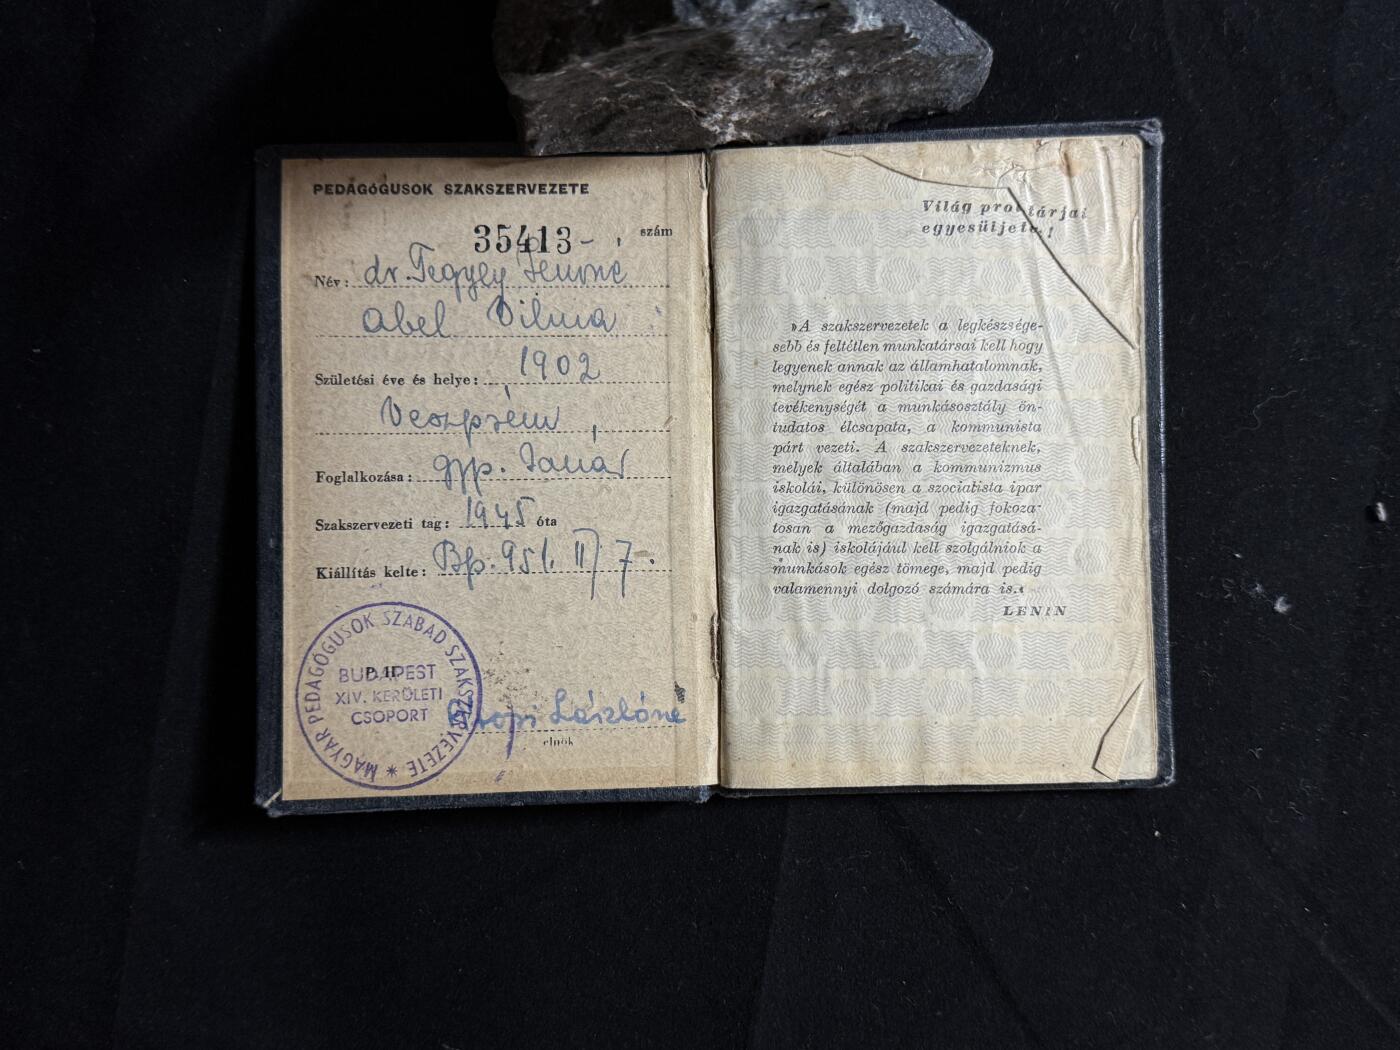 PEDAGÓGUSOK SZAKSZERVEZETE
35413 - szám
Név: dr. Tegyey Jenőné
Abel Vilma
Születési éve és helye: 1902
Veszprém
Foglalkozása: gyp. Tanár
Szakszervezeti tag: 1945 óta
Kiállítás kelte: Bp. 951. II/7.
MAGYAR PEDAGÓGUSOK SZABAD SZAKSZERVEZETE *
P. H.
BUDAPEST
XIV. KERÜLETI
CSOPORT
Lászlóné
elnök
Világ proletárjai
egyesüljetek!
»A szakszervezetek a legkészsége-
sebb és feltétlen munkatársai kell hogy
legyenek annak az államhatalomnak,
melynek egész politikai és gazdasági
tevékenységét a munkásosztály ön-
tudatos élcsapata, a kommunista
párt vezeti. A szakszervezeteknek,
melyek általában a kommunizmus
iskolái, különösen a szocialista ipar
igazgatásának (majd pedig fokoza-
tosan a mezőgazdaság igazgatásá-
nak is) iskolájául kell szolgálniok a
munkások egész tömege, majd pedig
valamennyi dolgozó számára is.«
LENIN